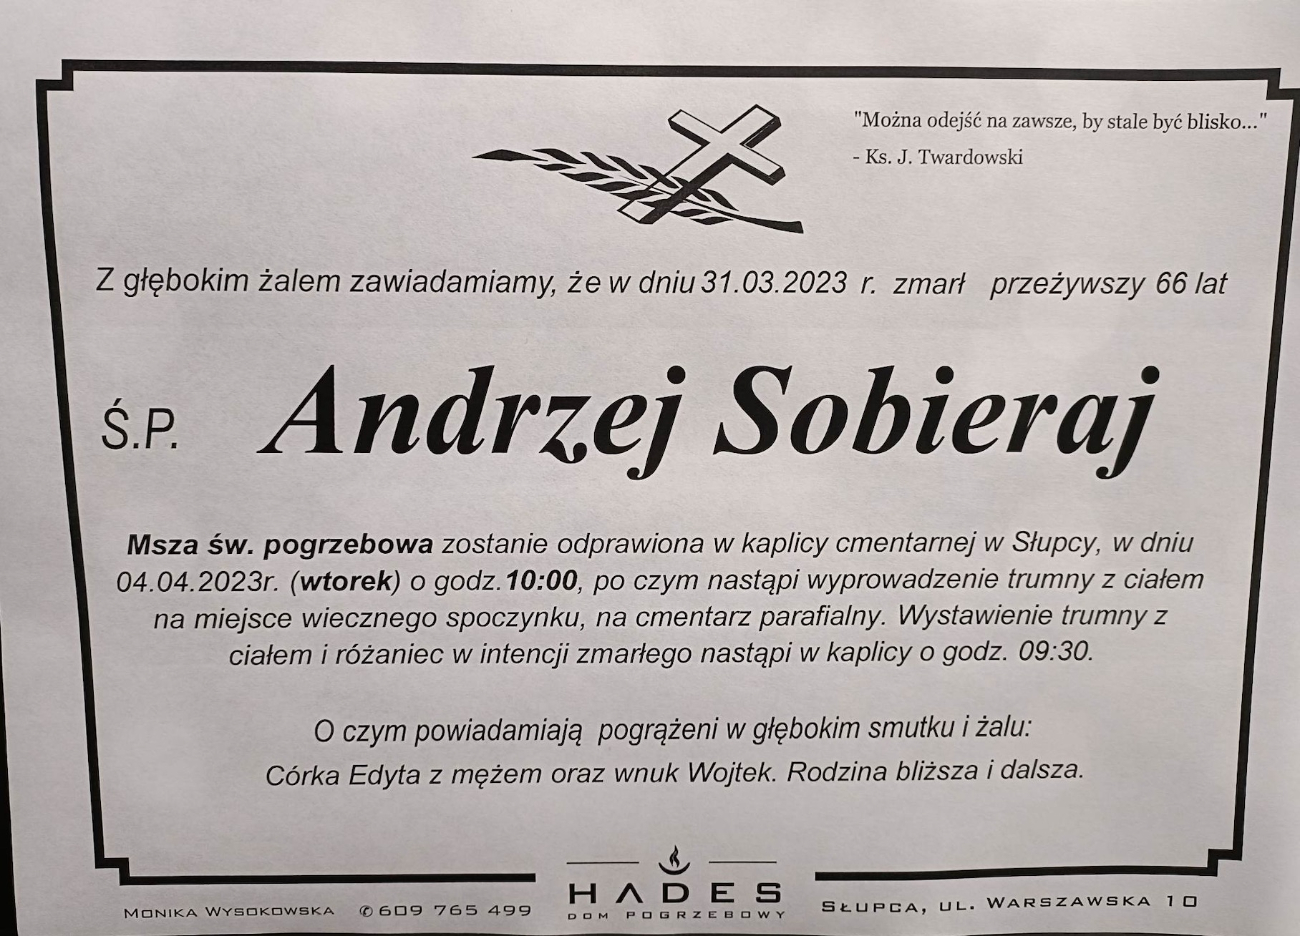 "Można odejść na zawsze, by stale być blisko..."
- Ks. J. Twardowski
Z głębokim żalem zawiadamiamy, że w dniu 31.03.2023 r. zmarł przeżywszy 66 lat
Ś.P. Andrzej Sobieraj
Msza św. pogrzebowa zostanie odprawiona w kaplicy cmentarnej w Słupcy, w dniu
04.04.2023r. (wtorek) o godz.10:00, po czym nastąpi wyprowadzenie trumny z ciałem
na miejsce wiecznego spoczynku, na cmentarz parafialny. Wystawienie trumny z
ciałem i różaniec w intencji zmarłego nastąpi w kaplicy o godz. 09:30.
O czym powiadamiają pogrążeni w głębokim smutku i żalu:
Córka Edyta z mężem oraz wnuk Wojtek. Rodzina bliższa i dalsza.
HADES
DOM POGRZEBOWY
Monika Wysokowska ✆609 765 499
Słupca, ul. Warszawska 10